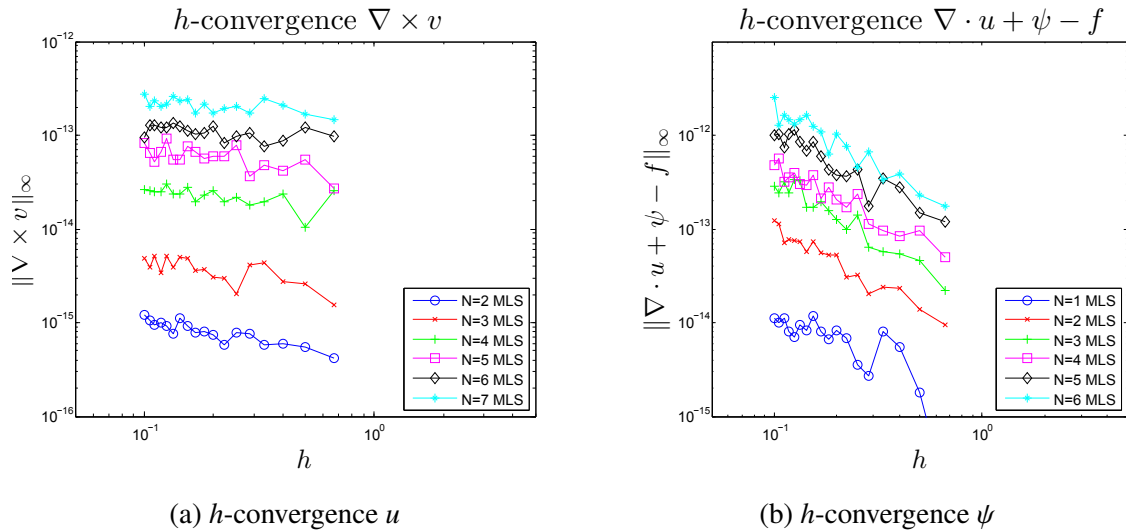 h-convergence ∇ × v
10^-12
10^-13
10^-14
10^-15
10^-16
‖∇ × v‖∞
N=2 MLS
N=3 MLS
N=4 MLS
N=5 MLS
N=6 MLS
N=7 MLS
10^-1
10^0
h
(a) h-convergence u
h-convergence ∇ · u + ψ − f
10^-12
10^-13
10^-14
10^-15
‖∇ · u + ψ − f‖∞
N=1 MLS
N=2 MLS
N=3 MLS
N=4 MLS
N=5 MLS
N=6 MLS
10^-1
10^0
h
(b) h-convergence ψ